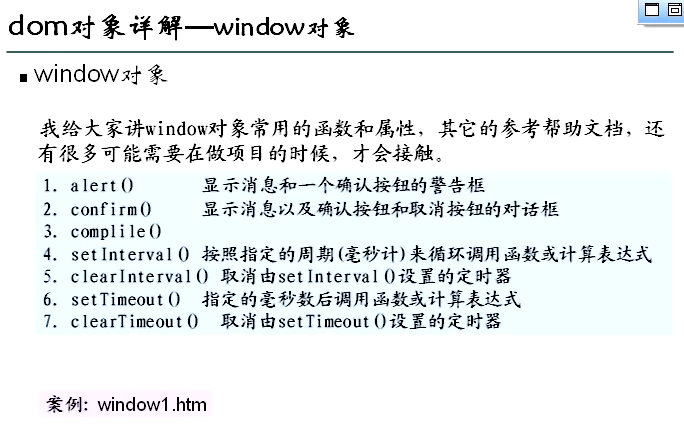 dom对象详解—window对象
■window对象
我给大家讲window对象常用的函数和属性，其它的参考帮助文档，还
有很多可能需要在做项目的时候，才会接触。
1. alert() 显示消息和一个确认按钮的警告框
2. confirm() 显示消息以及确认按钮和取消按钮的对话框
3. complile()
4. setInterval() 按照指定的周期(毫秒计)来循环调用函数或计算表达式
5. clearInterval() 取消由setInterval()设置的定时器
6. setTimeout() 指定的毫秒数后调用函数或计算表达式
7. clearTimeout() 取消由setTimeout()设置的定时器
案例: window1.htm